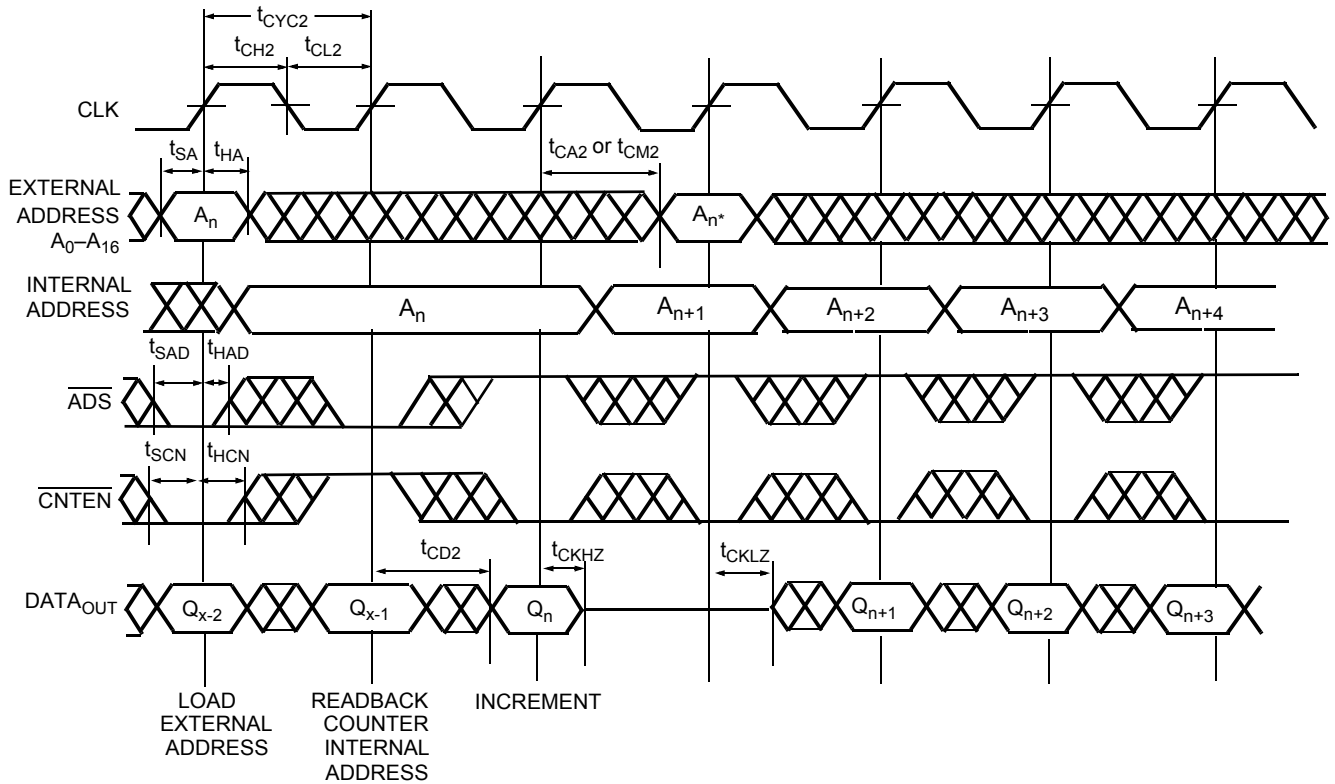 tCYC2
tCH2
tCL2
CLK
tSA
tHA
tCA2 or tCM2
EXTERNAL
ADDRESS
A0–A16
An
An*
INTERNAL
ADDRESS
An
An+1
An+2
An+3
An+4
tSAD
tHAD
ADS
tSCN
tHCN
CNTEN
tCD2
tCKHZ
tCKLZ
DATAOUT
Qx-2
Qx-1
Qn
Qn+1
Qn+2
Qn+3
LOAD
EXTERNAL
ADDRESS
READBACK
COUNTER
INTERNAL
ADDRESS
INCREMENT